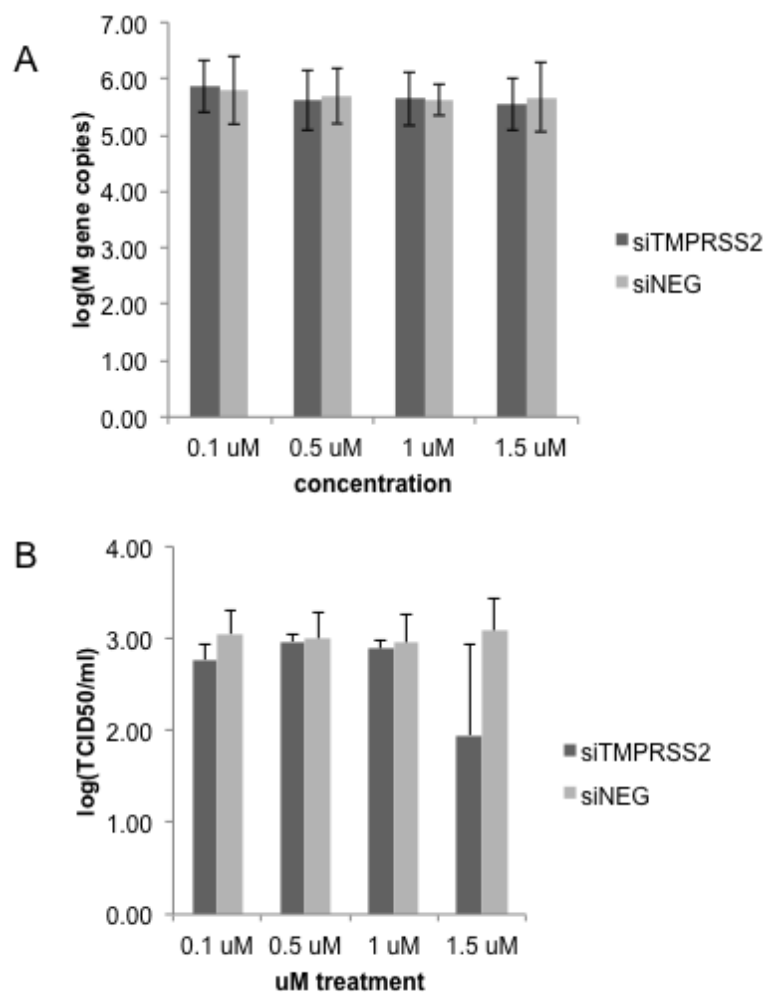 A
7.00
6.00
5.00
4.00
3.00
2.00
1.00
0.00
log(M gene copies)
0.1 uM 0.5 uM 1 uM 1.5 uM
concentration
siTMPRSS2
siNEG
B
4.00
3.00
2.00
1.00
0.00
log(TCID50/ml)
0.1 uM 0.5 uM 1 uM 1.5 uM
uM treatment
siTMPRSS2
siNEG